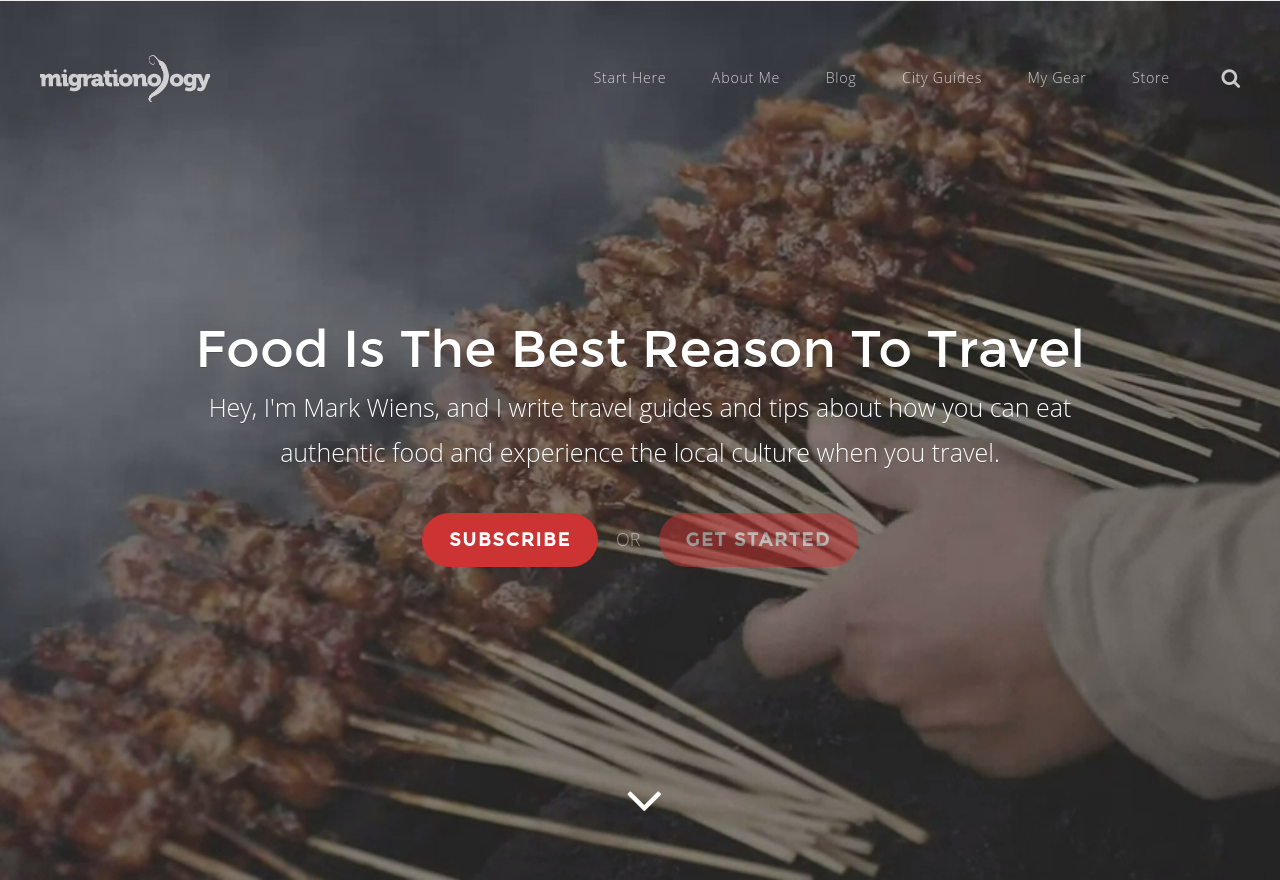 migrationology
Start Here
About Me
Blog
City Guides
My Gear
Store
Food Is The Best Reason To Travel
Hey, I'm Mark Wiens, and I write travel guides and tips about how you can eat
authentic food and experience the local culture when you travel.
SUBSCRIBE
OR
GET STARTED